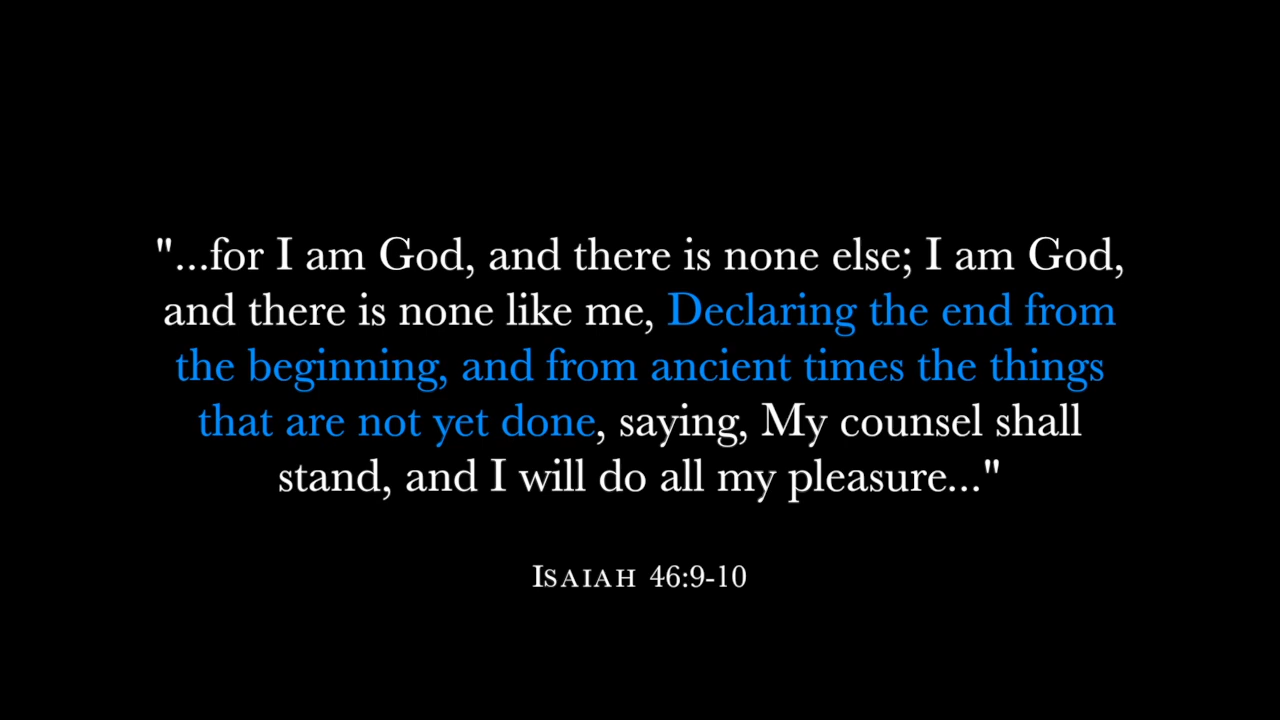 "...for I am God, and there is none else; I am God,
and there is none like me, Declaring the end from
the beginning, and from ancient times the things
that are not yet done, saying, My counsel shall
stand, and I will do all my pleasure..."
Isaiah 46:9-10